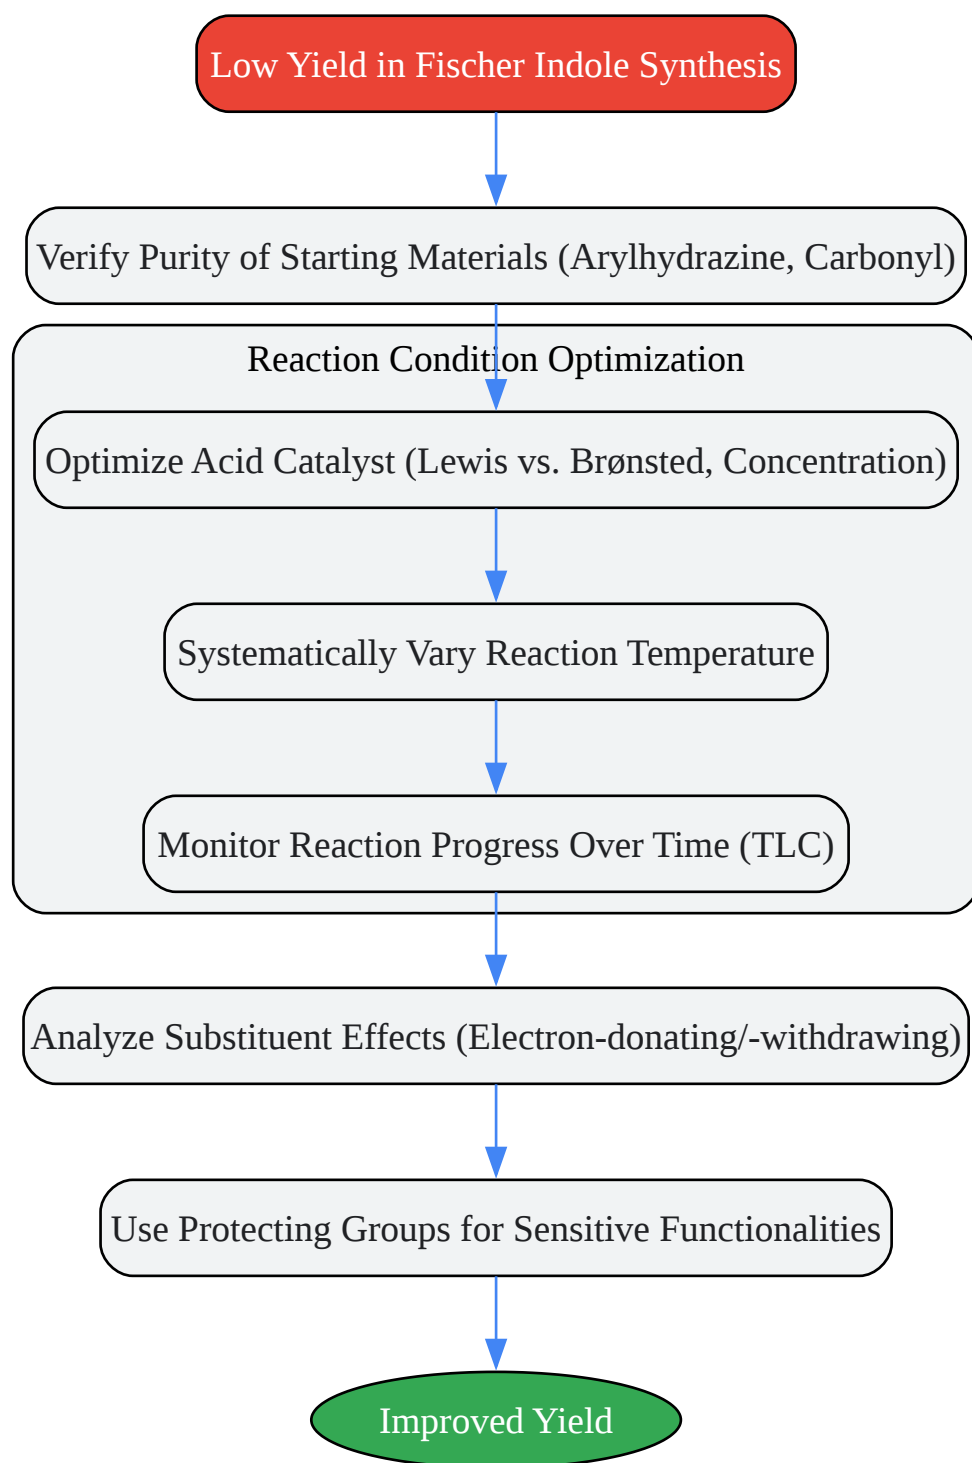 Low Yield in Fischer Indole Synthesis
Verify Purity of Starting Materials (Arylhydrazine, Carbonyl)
Reaction Condition Optimization
Optimize Acid Catalyst (Lewis vs. Brønsted, Concentration)
Systematically Vary Reaction Temperature
Monitor Reaction Progress Over Time (TLC)
Analyze Substituent Effects (Electron-donating/-withdrawing)
Use Protecting Groups for Sensitive Functionalities
Improved Yield